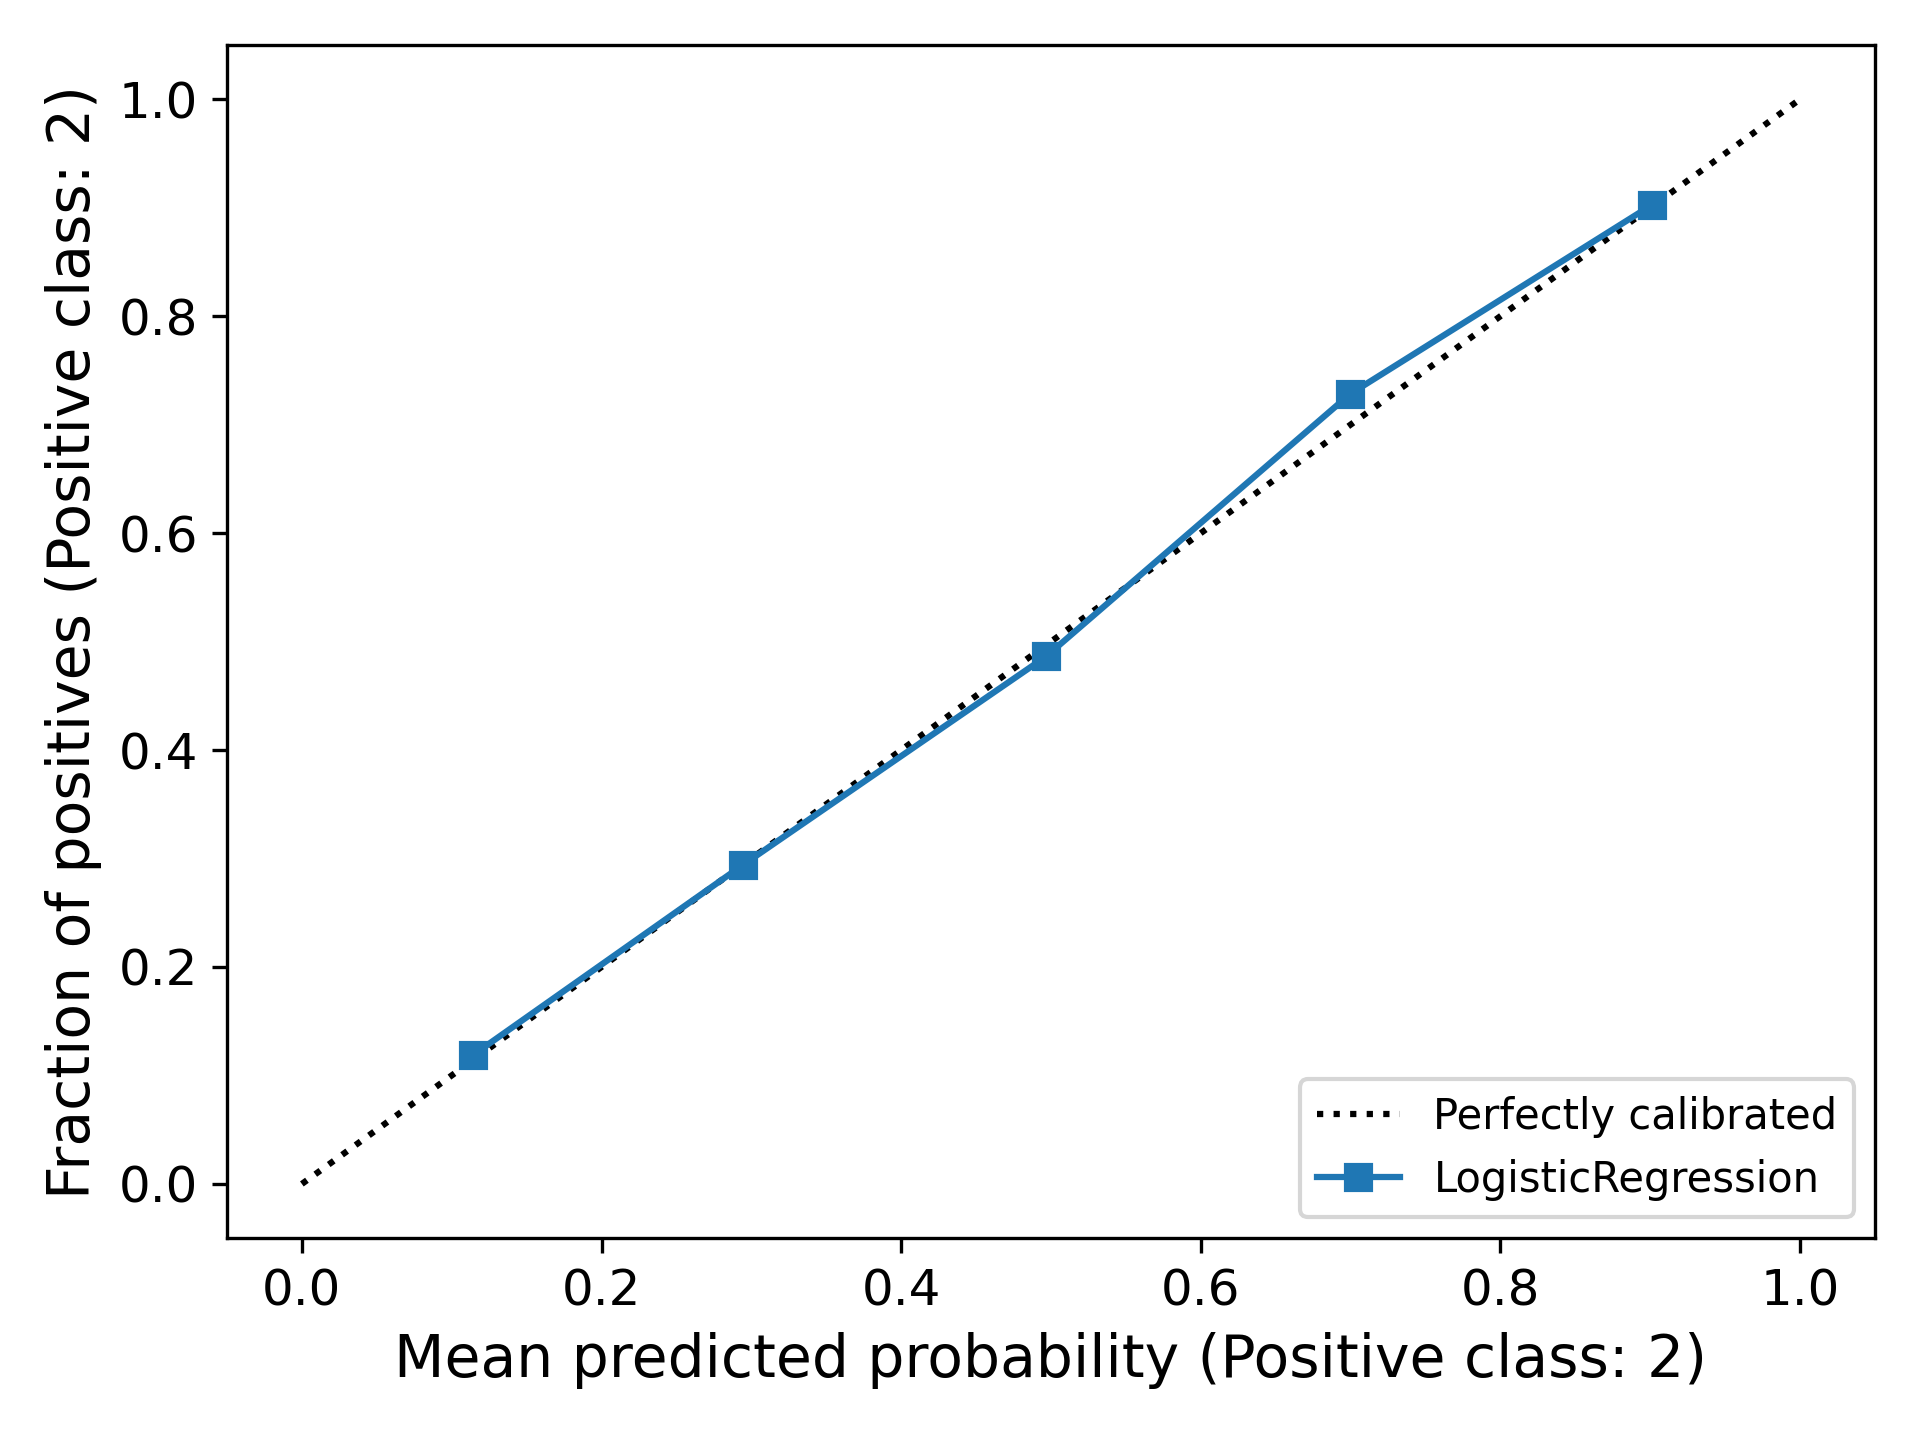 Fraction of positives (Positive class: 2)
1.0
0.8
0.6
0.4
0.2
0.0
0.0 0.2 0.4 0.6 0.8 1.0
Mean predicted probability (Positive class: 2)
Perfectly calibrated
LogisticRegression